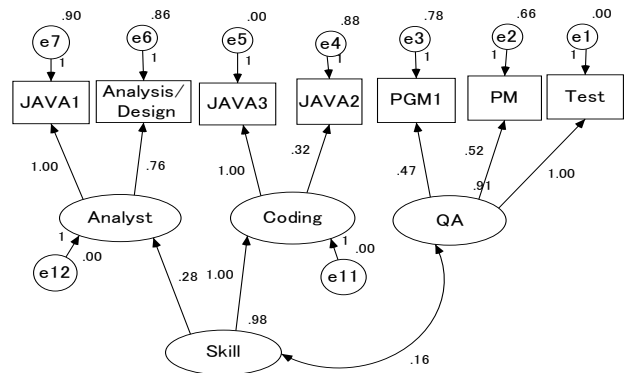 .90 .86 .00 .88 .78 .66 .00
e7 e6 e5 e4 e3 e2 e1
1 1 1 1 1 1 1
JAVA1 Analysis/ Design JAVA3 JAVA2 PGM1 PM Test
1.00 .76 1.00 .32 .47 .52 1.00
.91
Analyst Coding QA
1 .00 1 .00
e12 e11
.28 1.00
.98
Skill
.16